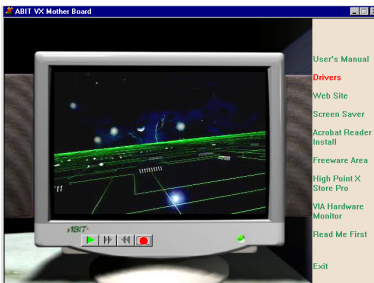 ABIT VX Mother Board
User's Manual
Drivers
Web Site
Screen Saver
Acrobat Reader
Install
Freeware Area
High Point X
Store Pro
VIA Hardware
Monitor
Read Me First
Exit
ABIT